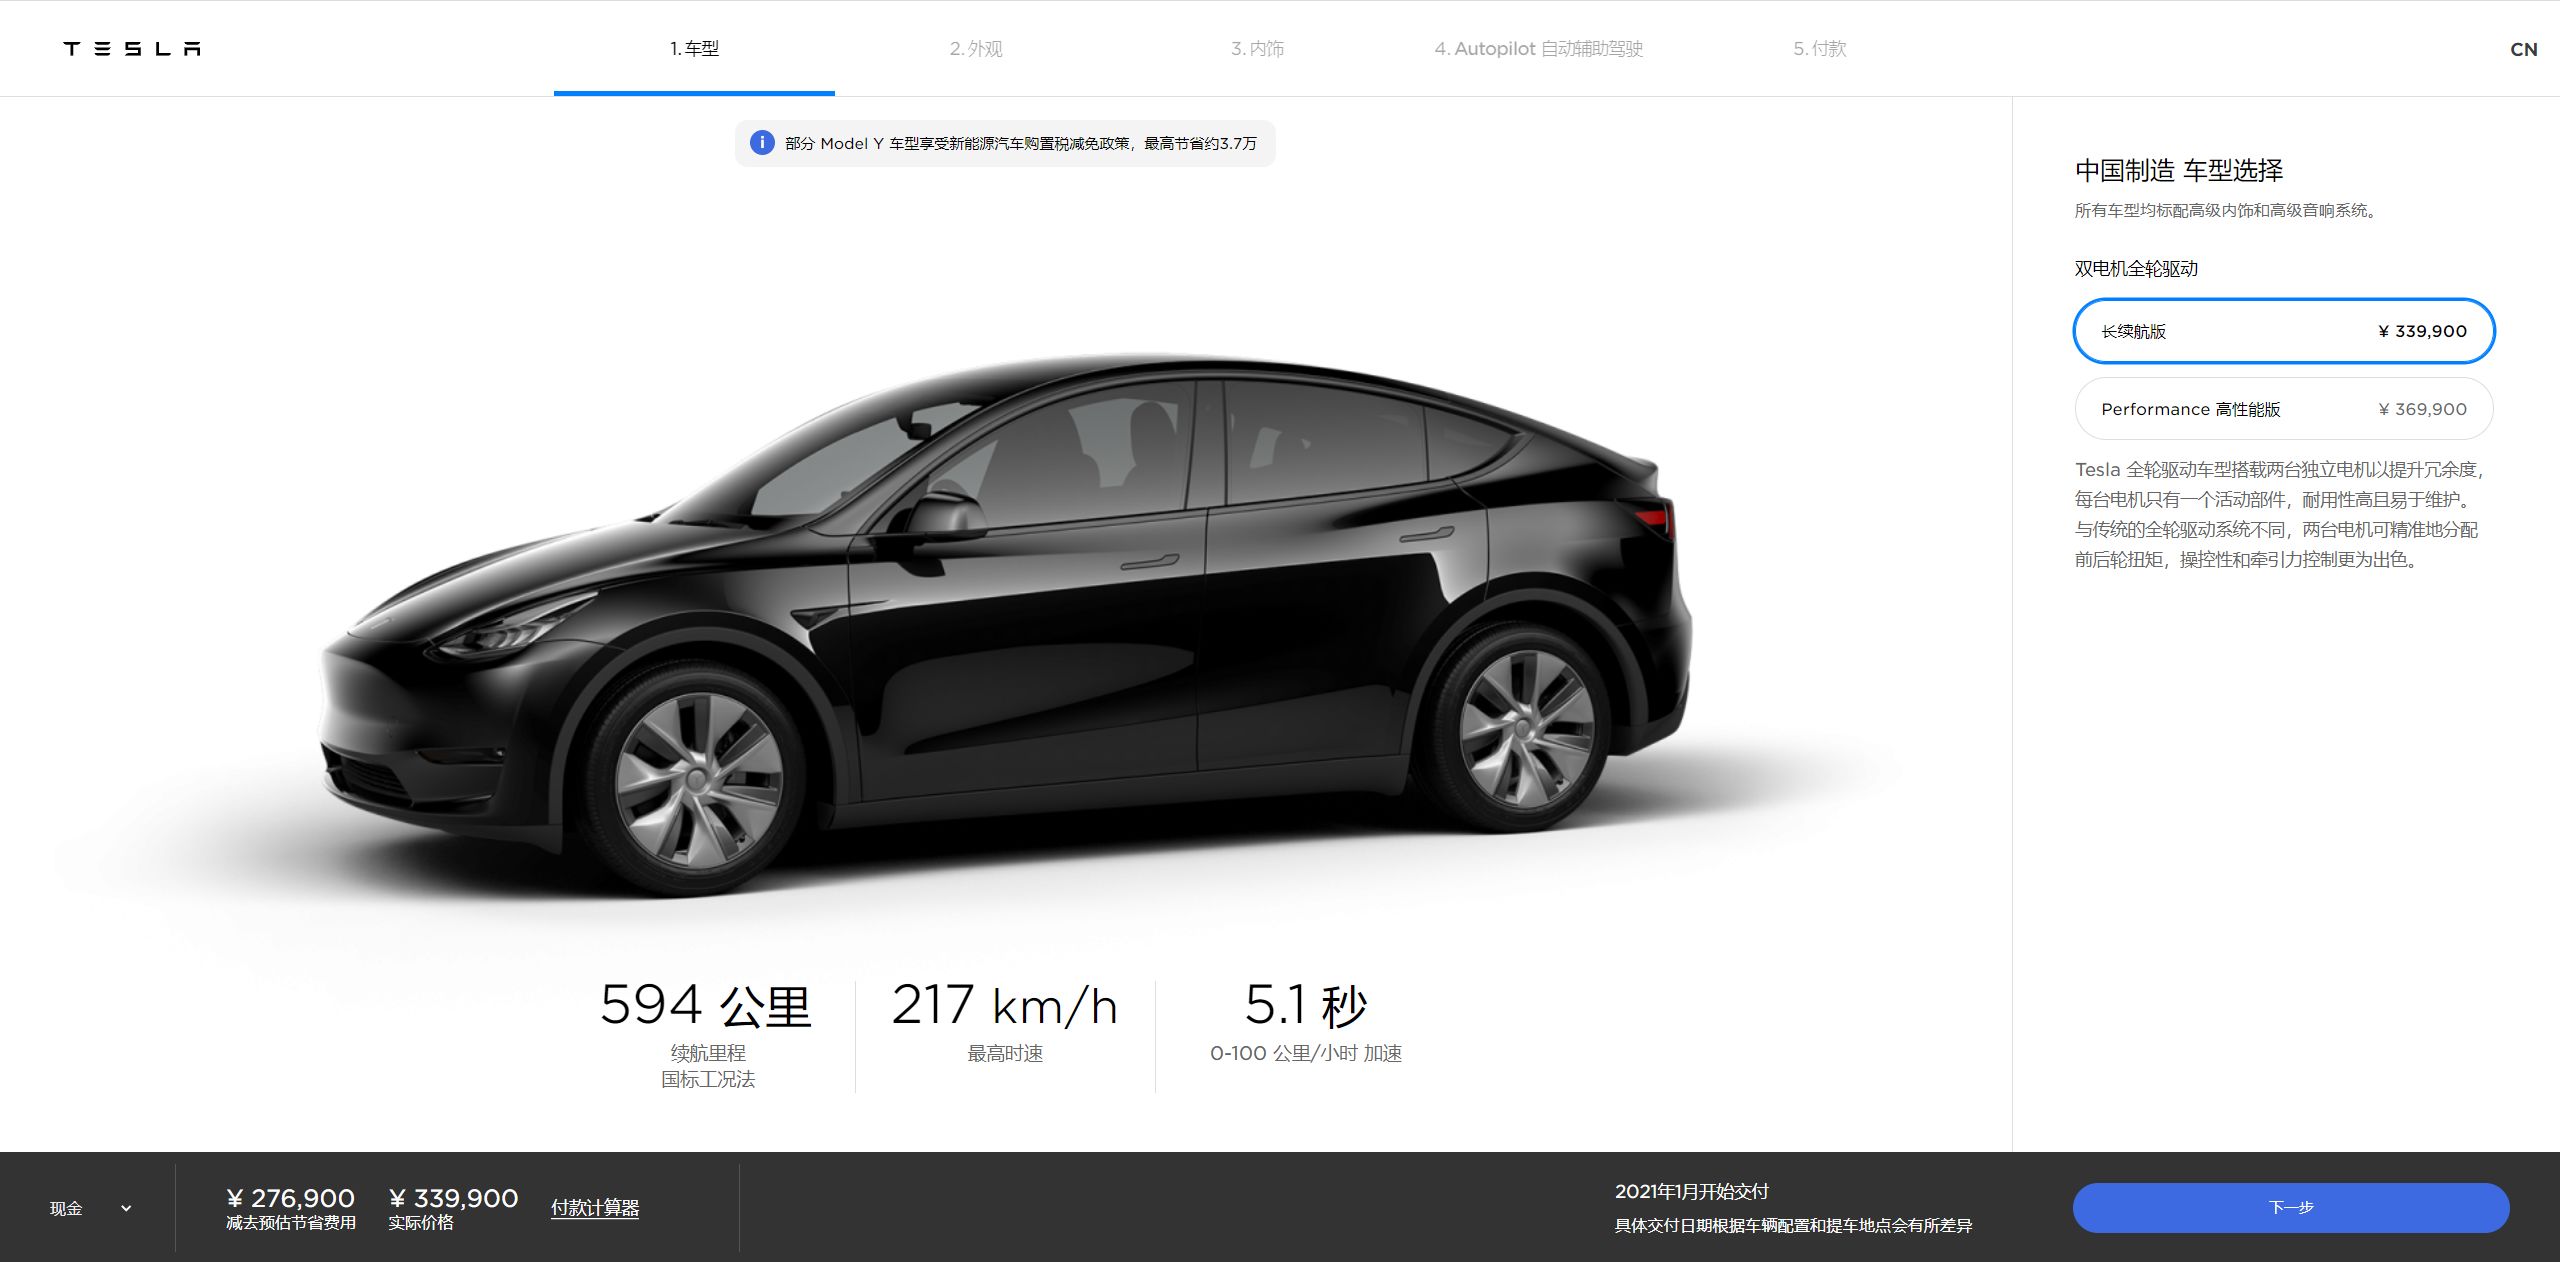 TESLA
1. 车型
2. 外观
3. 内饰
4. Autopilot 自动辅助驾驶
5. 付款
CN
部分 Model Y 车型享受新能源汽车购置税减免政策，最高节省约3.7万
中国制造 车型选择
所有车型均标配高级内饰和高级音响系统。
双电机全轮驱动
长续航版 ¥ 339,900
Performance 高性能版 ¥ 369,900
Tesla 全轮驱动车型搭载两台独立电机以提升冗余度，
每台电机只有一个活动部件，耐用性高且易于维护。
与传统的全轮驱动系统不同，两台电机可精准地分配
前后轮扭矩，操控性和牵引力控制更为出色。
594 公里
续航里程
国标工况法
217 km/h
最高时速
5.1 秒
0-100 公里/小时 加速
现金
¥ 276,900
减去预估节省费用
¥ 339,900
实际价格
付款计算器
2021年1月开始交付
具体交付日期根据车辆配置和提车地点会有所差异
下一步